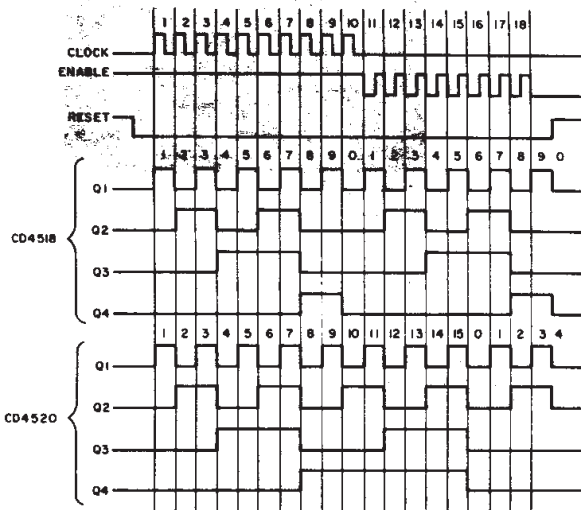 1 2 3 4 5 6 7 8 9 10 11 12 13 14 15 16 17 18
CLOCK
ENABLE
RESET
1 2 3 4 5 6 7 8 9 0 1 2 3 4 5 6 7 8 9 0
CD4518
Q1
Q2
Q3
Q4
1 2 3 4 5 6 7 8 9 10 11 12 13 14 15 0 1 2 3 4
CD4520
Q1
Q2
Q3
Q4